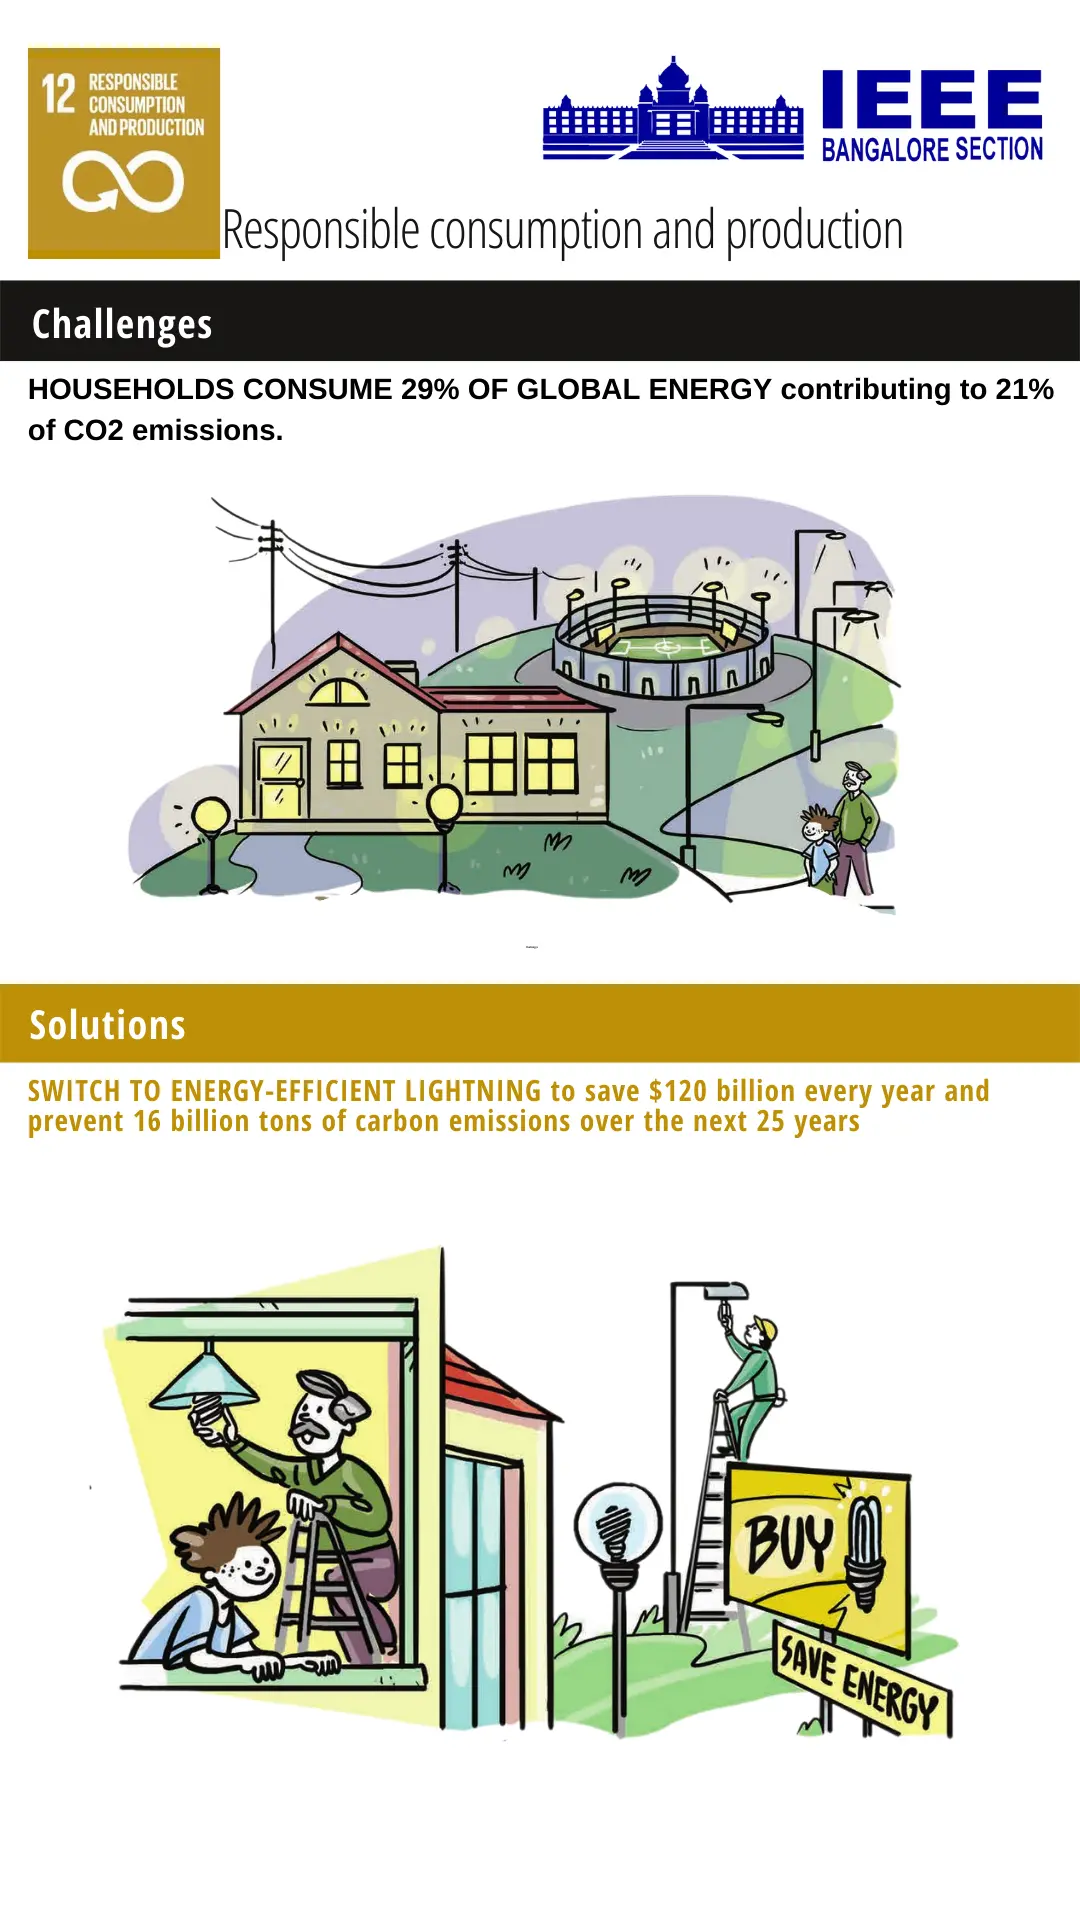 12 RESPONSIBLE
CONSUMPTION
AND PRODUCTION
IEEE
BANGALORE SECTION
Responsible consumption and production
Challenges
HOUSEHOLDS CONSUME 29% OF GLOBAL ENERGY contributing to 21%
of CO2 emissions.
Solutions
SWITCH TO ENERGY-EFFICIENT LIGHTNING to save $120 billion every year and
prevent 16 billion tons of carbon emissions over the next 25 years
BUY
SAVE ENERGY